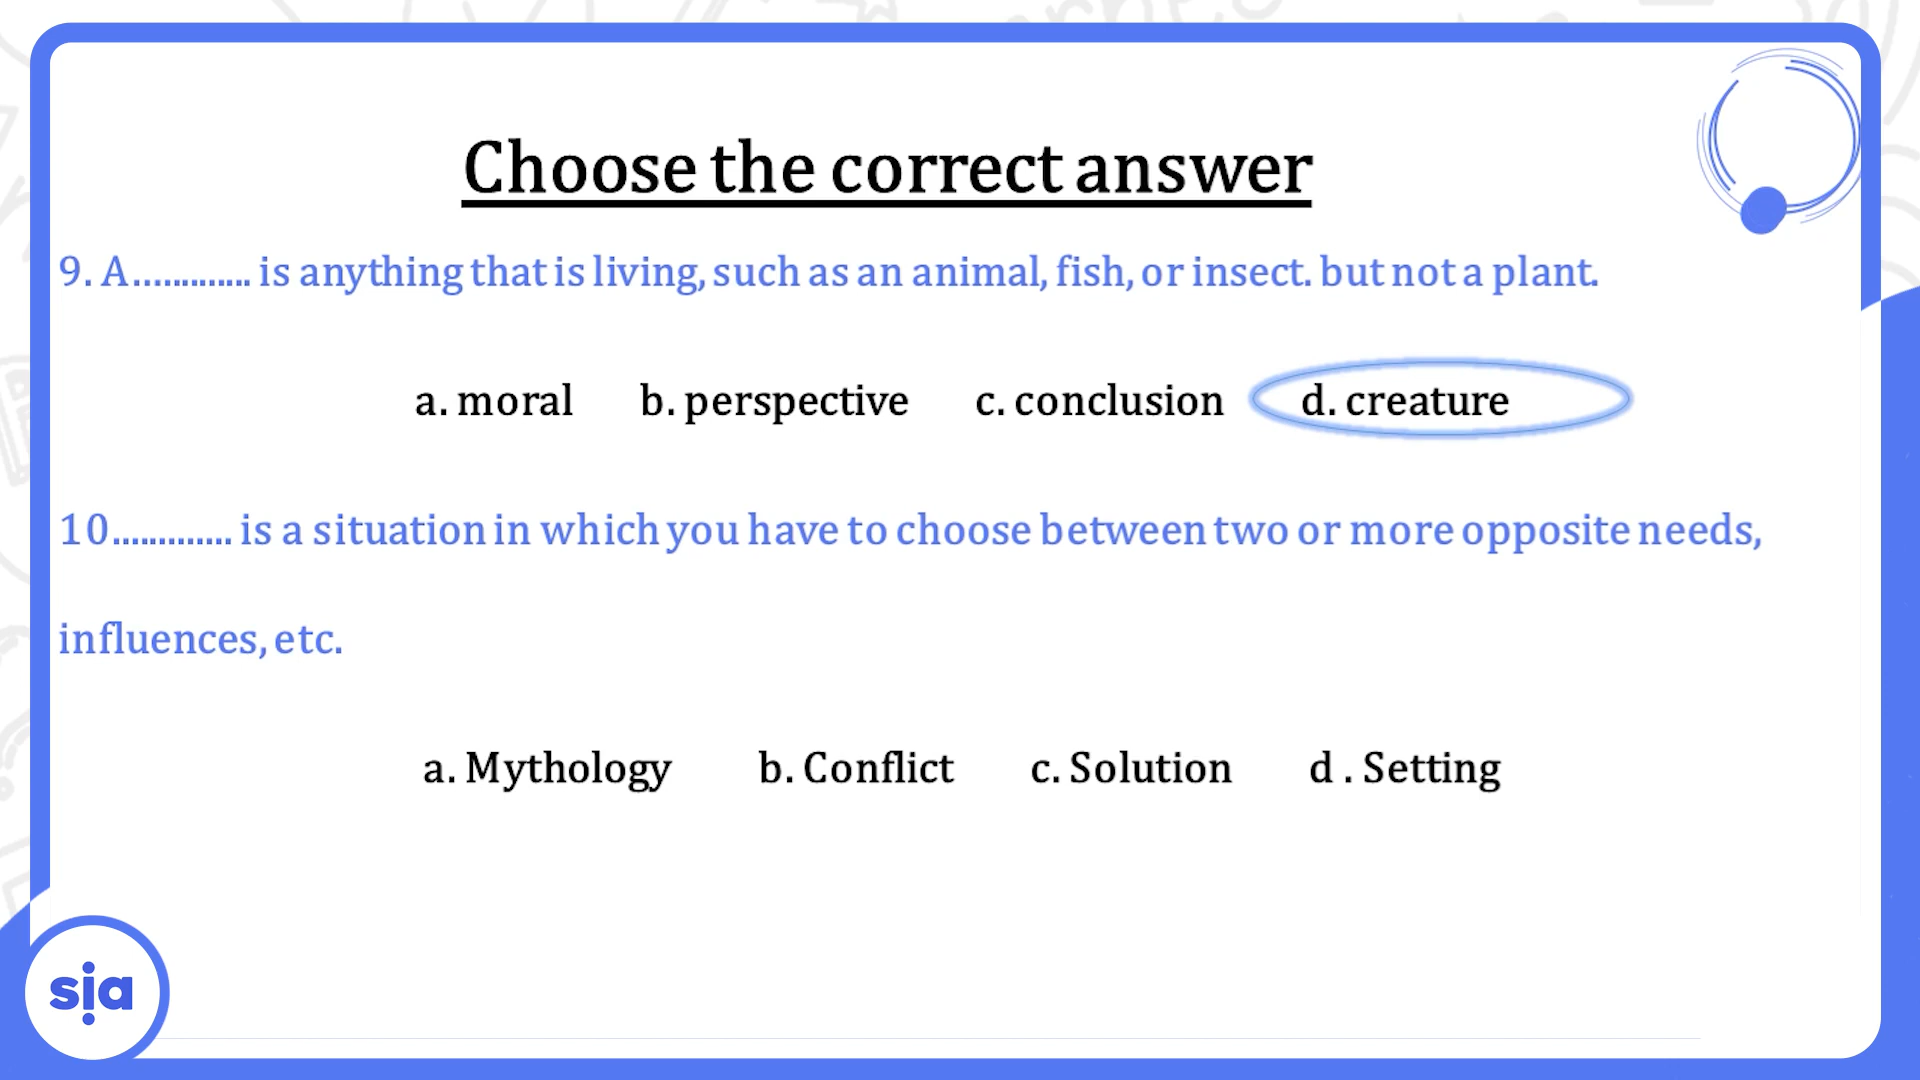 Choose the correct answer
9. A............. is anything that is living, such as an animal, fish, or insect. but not a plant.
a. moral b. perspective c. conclusion d. creature
10............. is a situation in which you have to choose between two or more opposite needs,
influences, etc.
a. Mythology b. Conflict c. Solution d . Setting
sia